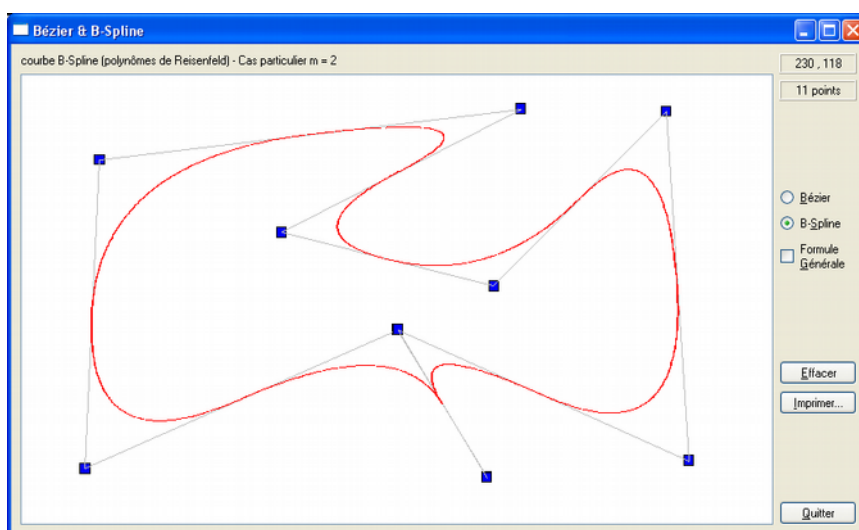 Bézier & B-Spline
courbe B-Spline (polynômes de Reisenfeld) - Cas particulier m = 2
230 , 118
11 points
Bézier
B-Spline
Formule
Générale
Effacer
Imprimer...
Quitter